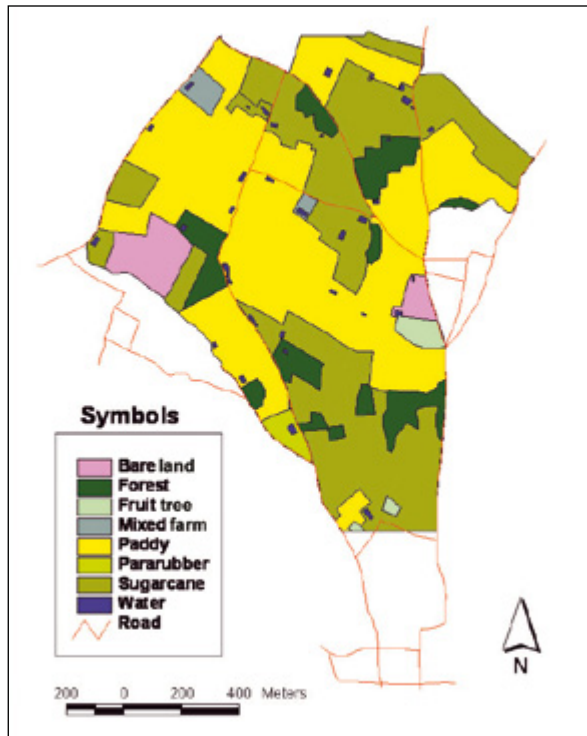 Symbols
Bare land
Forest
Fruit tree
Mixed farm
Paddy
Pararubber
Sugarcane
Water
Road
N
200 0 200 400 Meters